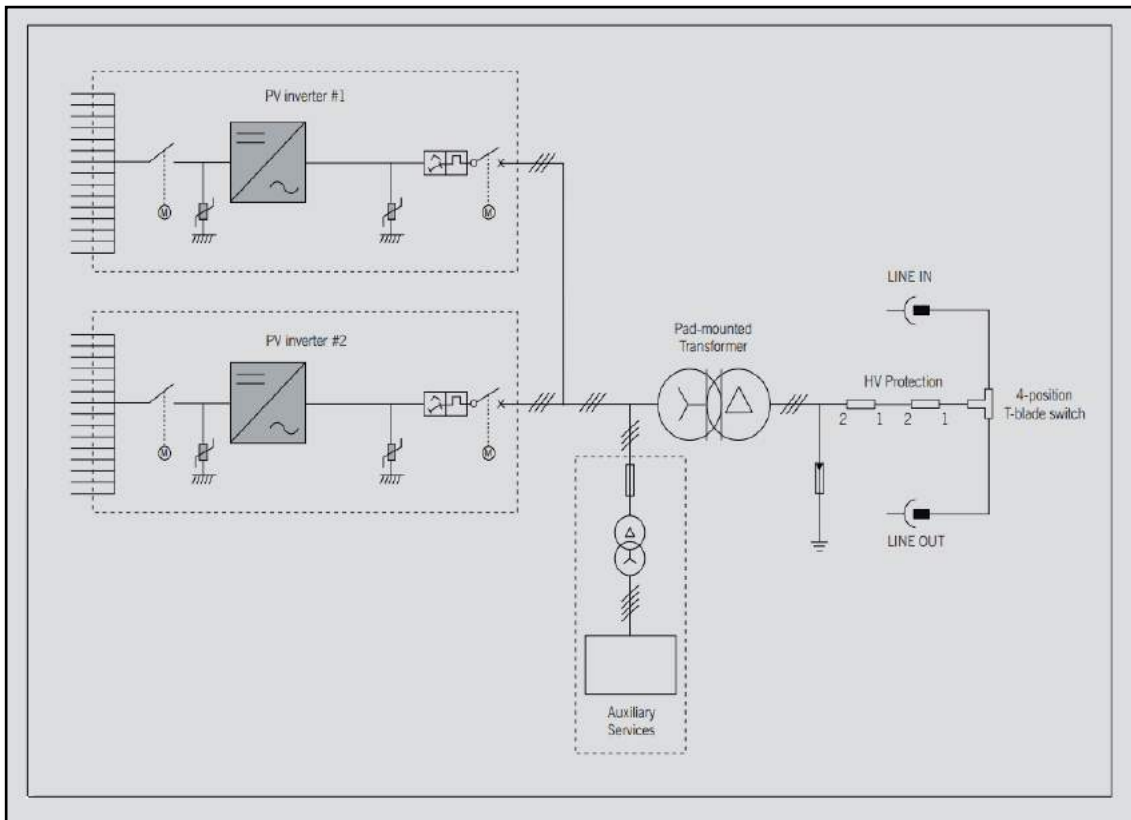 PV inverter #1
M
M
PV inverter #2
M
M
Pad-mounted
Transformer
LINE IN
HV Protection
2 1 2 1
4-position
T-blade switch
LINE OUT
Auxiliary
Services